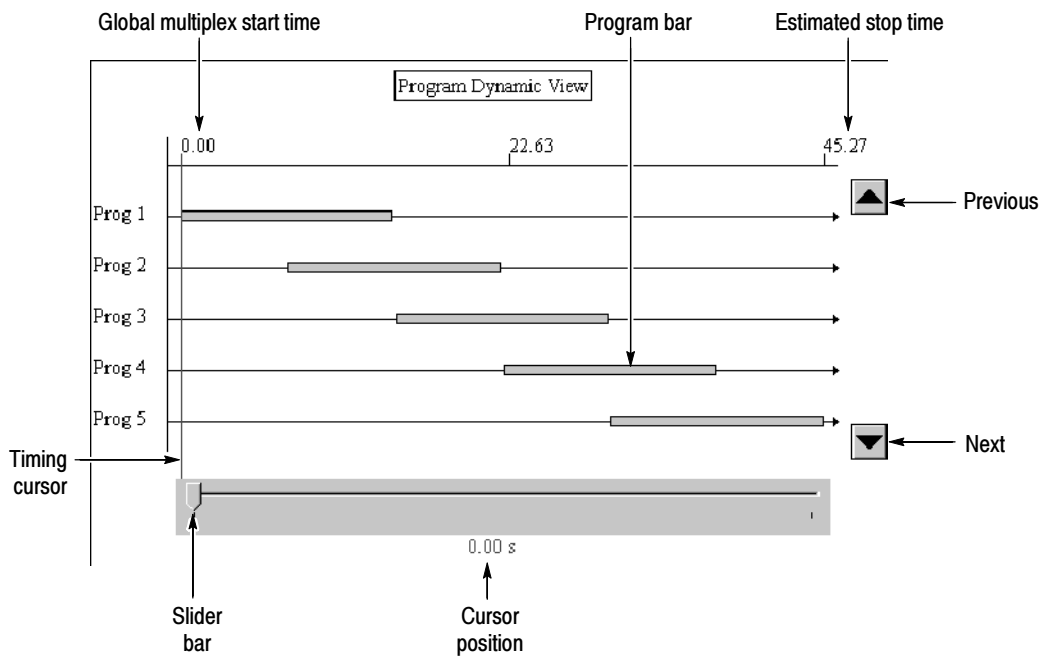 Global multiplex start time
Program bar
Estimated stop time
Program Dynamic View
0.00
22.63
45.27
Prog 1
Previous
Prog 2
Prog 3
Prog 4
Prog 5
Next
Timing
cursor
0.00 s
Slider
bar
Cursor
position